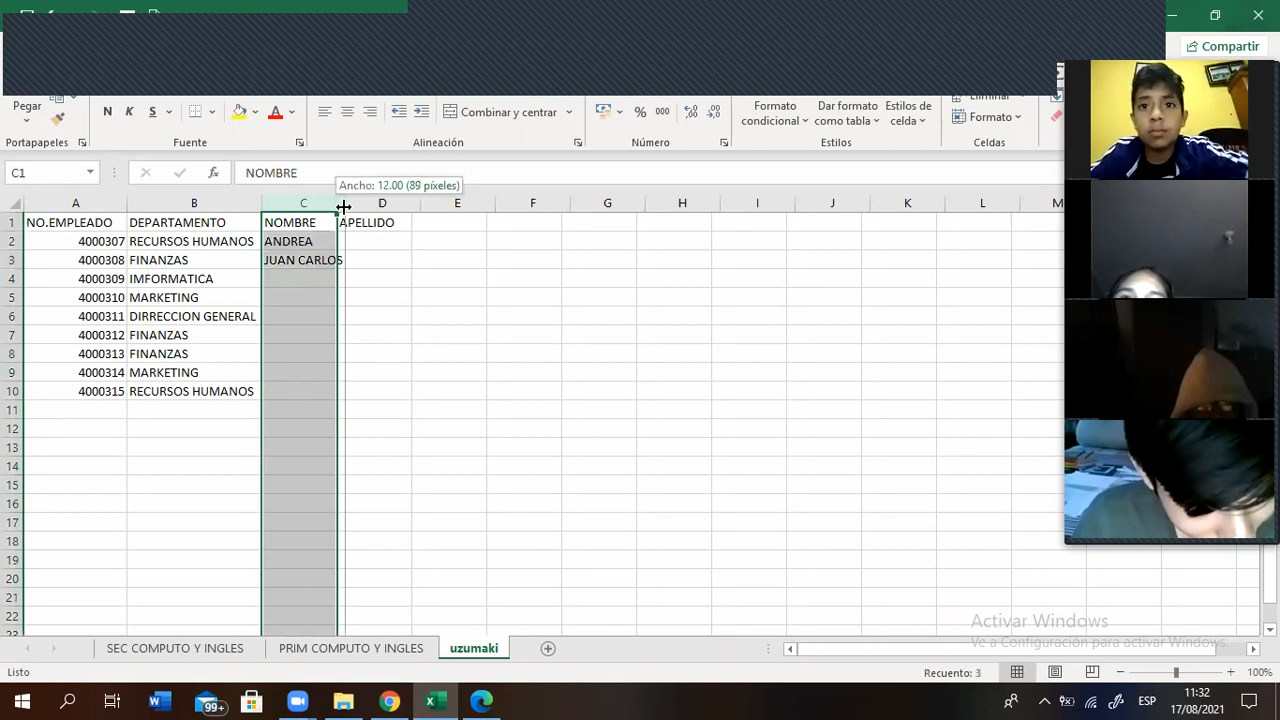 Compartir
Pegar
N K S
Combinar y centrar
% 000
Formato condicional
Dar formato como tabla
Estilos de celda
Formato
Portapapeles
Fuente
Alineación
Número
Estilos
Celdas
C1
fx
NOMBRE
Ancho: 12.00 (89 píxeles)
A B C D E F G H I J K L M
1 NO.EMPLEADO DEPARTAMENTO NOMBRE APELLIDO
2 4000307 RECURSOS HUMANOS ANDREA
3 4000308 FINANZAS JUAN CARLOS
4 4000309 IMFORMATICA
5 4000310 MARKETING
6 4000311 DIRRECCION GENERAL
7 4000312 FINANZAS
8 4000313 FINANZAS
9 4000314 MARKETING
10 4000315 RECURSOS HUMANOS
11
12
13
14
15
16
17
18
19
20
21
22
23
Activar Windows
Ve a Configuración para activar Windows.
SEC COMPUTO Y INGLES
PRIM COMPUTO Y INGLES
uzumaki
Listo
Recuento: 3
100%
99+
ESP
11:32
17/08/2021